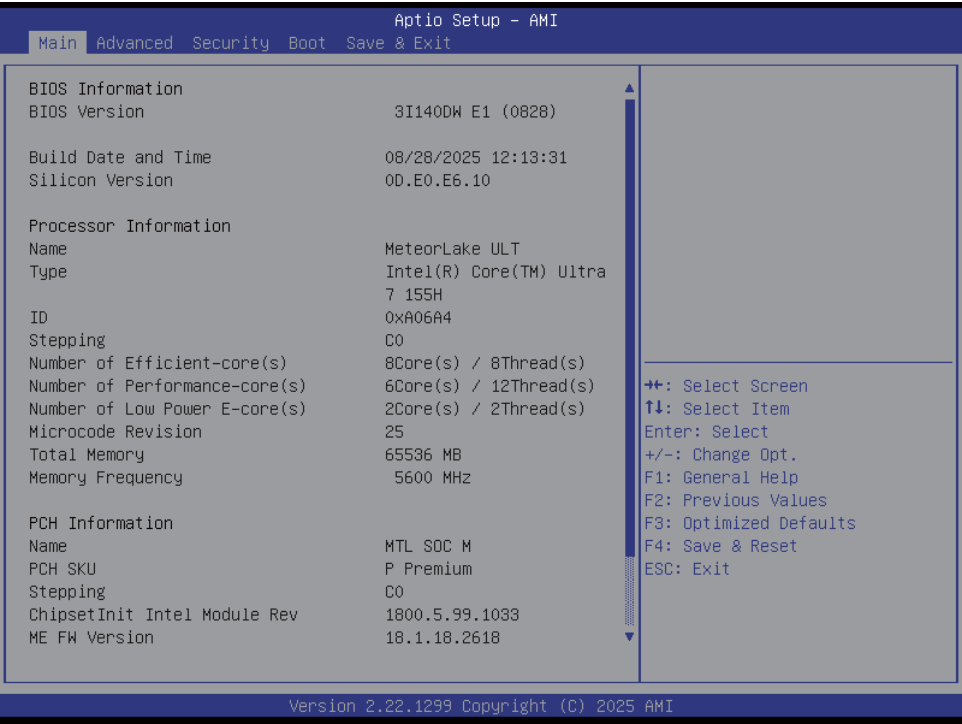 Aptio Setup - AMI
Main Advanced Security Boot Save & Exit
BIOS Information
BIOS Version 3I140DW E1 (0828)
Build Date and Time 08/28/2025 12:13:31
Silicon Version 0D.E0.E6.10
Processor Information
Name MeteorLake ULT
Type Intel(R) Core(TM) Ultra
7 155H
ID 0xA06A4
Stepping C0
Number of Efficient-core(s) 8Core(s) / 8Thread(s)
Number of Performance-core(s) 6Core(s) / 12Thread(s)
Number of Low Power E-core(s) 2Core(s) / 2Thread(s)
Microcode Revision 25
Total Memory 65536 MB
Memory Frequency 5600 MHz
PCH Information
Name MTL SOC M
PCH SKU P Premium
Stepping C0
ChipsetInit Intel Module Rev 1800.5.99.1033
ME FW Version 18.1.18.2618
→←: Select Screen
↑↓: Select Item
Enter: Select
+/-: Change Opt.
F1: General Help
F2: Previous Values
F3: Optimized Defaults
F4: Save & Reset
ESC: Exit
Version 2.22.1299 Copyright (C) 2025 AMI